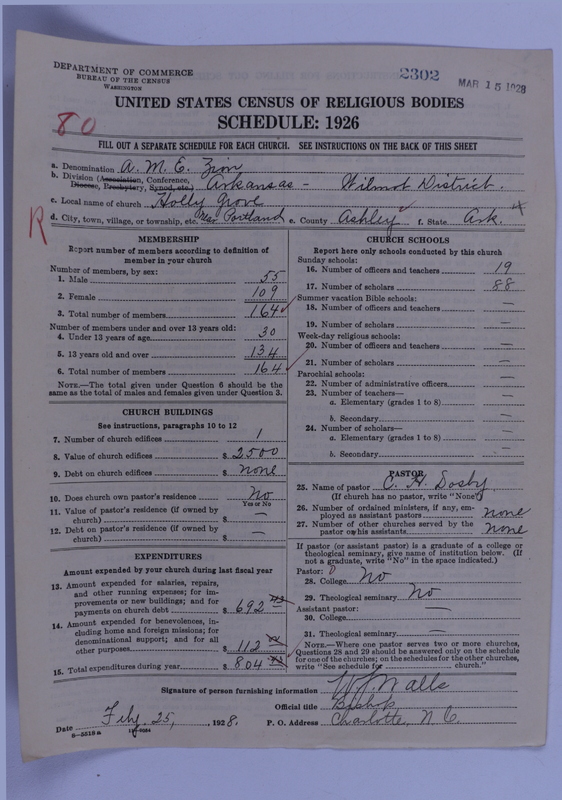 DEPARTMENT OF COMMERCE
BUREAU OF THE CENSUS
WASHINGTON
2302
MAR 15 1928
UNITED STATES CENSUS OF RELIGIOUS BODIES
SCHEDULE: 1926
80
FILL OUT A SEPARATE SCHEDULE FOR EACH CHURCH. SEE INSTRUCTIONS ON THE BACK OF THIS SHEET
a. Denomination A. M. E. Zion
b. Division (Association, Conference, Diocese, Presbytery, Synod, etc.) Arkansas - Wilmot District.
c. Local name of church Holly Grove
R
d. City, town, village, or township, etc. Near Portland e. County Ashley f. State Ark.
MEMBERSHIP
Report number of members according to definition of
member in your church
Number of members, by sex:
1. Male 55
2. Female 109
3. Total number of members 164
Number of members under and over 13 years old:
4. Under 13 years of age 30
5. 13 years old and over 134
6. Total number of members 164
NOTE.—The total given under Question 6 should be the
same as the total of males and females given under Question 3.
CHURCH BUILDINGS
See instructions, paragraphs 10 to 12
7. Number of church edifices 1
8. Value of church edifices $ 2500
9. Debt on church edifices $ none
10. Does church own pastor's residence No
Yes or No
11. Value of pastor's residence (if owned by
church) $ —
12. Debt on pastor's residence (if owned by
church) $ —
EXPENDITURES
Amount expended by your church during last fiscal year
13. Amount expended for salaries, repairs,
and other running expenses; for im-
provements or new buildings; and for
payments on church debt $ 692
14. Amount expended for benevolences, in-
cluding home and foreign missions; for
denominational support; and for all
other purposes $ 112
15. Total expenditures during year $ 804
CHURCH SCHOOLS
Report here only schools conducted by this church
Sunday schools:
16. Number of officers and teachers 19
17. Number of scholars 88
Summer vacation Bible schools:
18. Number of officers and teachers —
19. Number of scholars —
Week-day religious schools:
20. Number of officers and teachers —
21. Number of scholars —
Parochial schools:
22. Number of administrative officers —
23. Number of teachers—
a. Elementary (grades 1 to 8) —
b. Secondary —
24. Number of scholars—
a. Elementary (grades 1 to 8) —
b. Secondary —
PASTOR
25. Name of pastor C. H. Dosby
(If church has no pastor, write "None")
26. Number of ordained ministers, if any, em-
ployed as assistant pastors none
27. Number of other churches served by the
pastor or his assistants none
If pastor (or assistant pastor) is a graduate of a college or
theological seminary, give name of institution below. (If
not a graduate, write "No" in the space indicated.)
Pastor:
28. College No
29. Theological seminary No
Assistant pastor:
30. College —
31. Theological seminary —
NOTE.—Where one pastor serves two or more churches,
Questions 28 and 29 should be answered only on the schedule
for one of the churches; on the schedules for the other churches,
write "See schedule for church."
Signature of person furnishing information W. J. Walls
Official title Bishop
Date Feby. 25, , 1928. P. O. Address Charlotte, N. C.
8—5518a